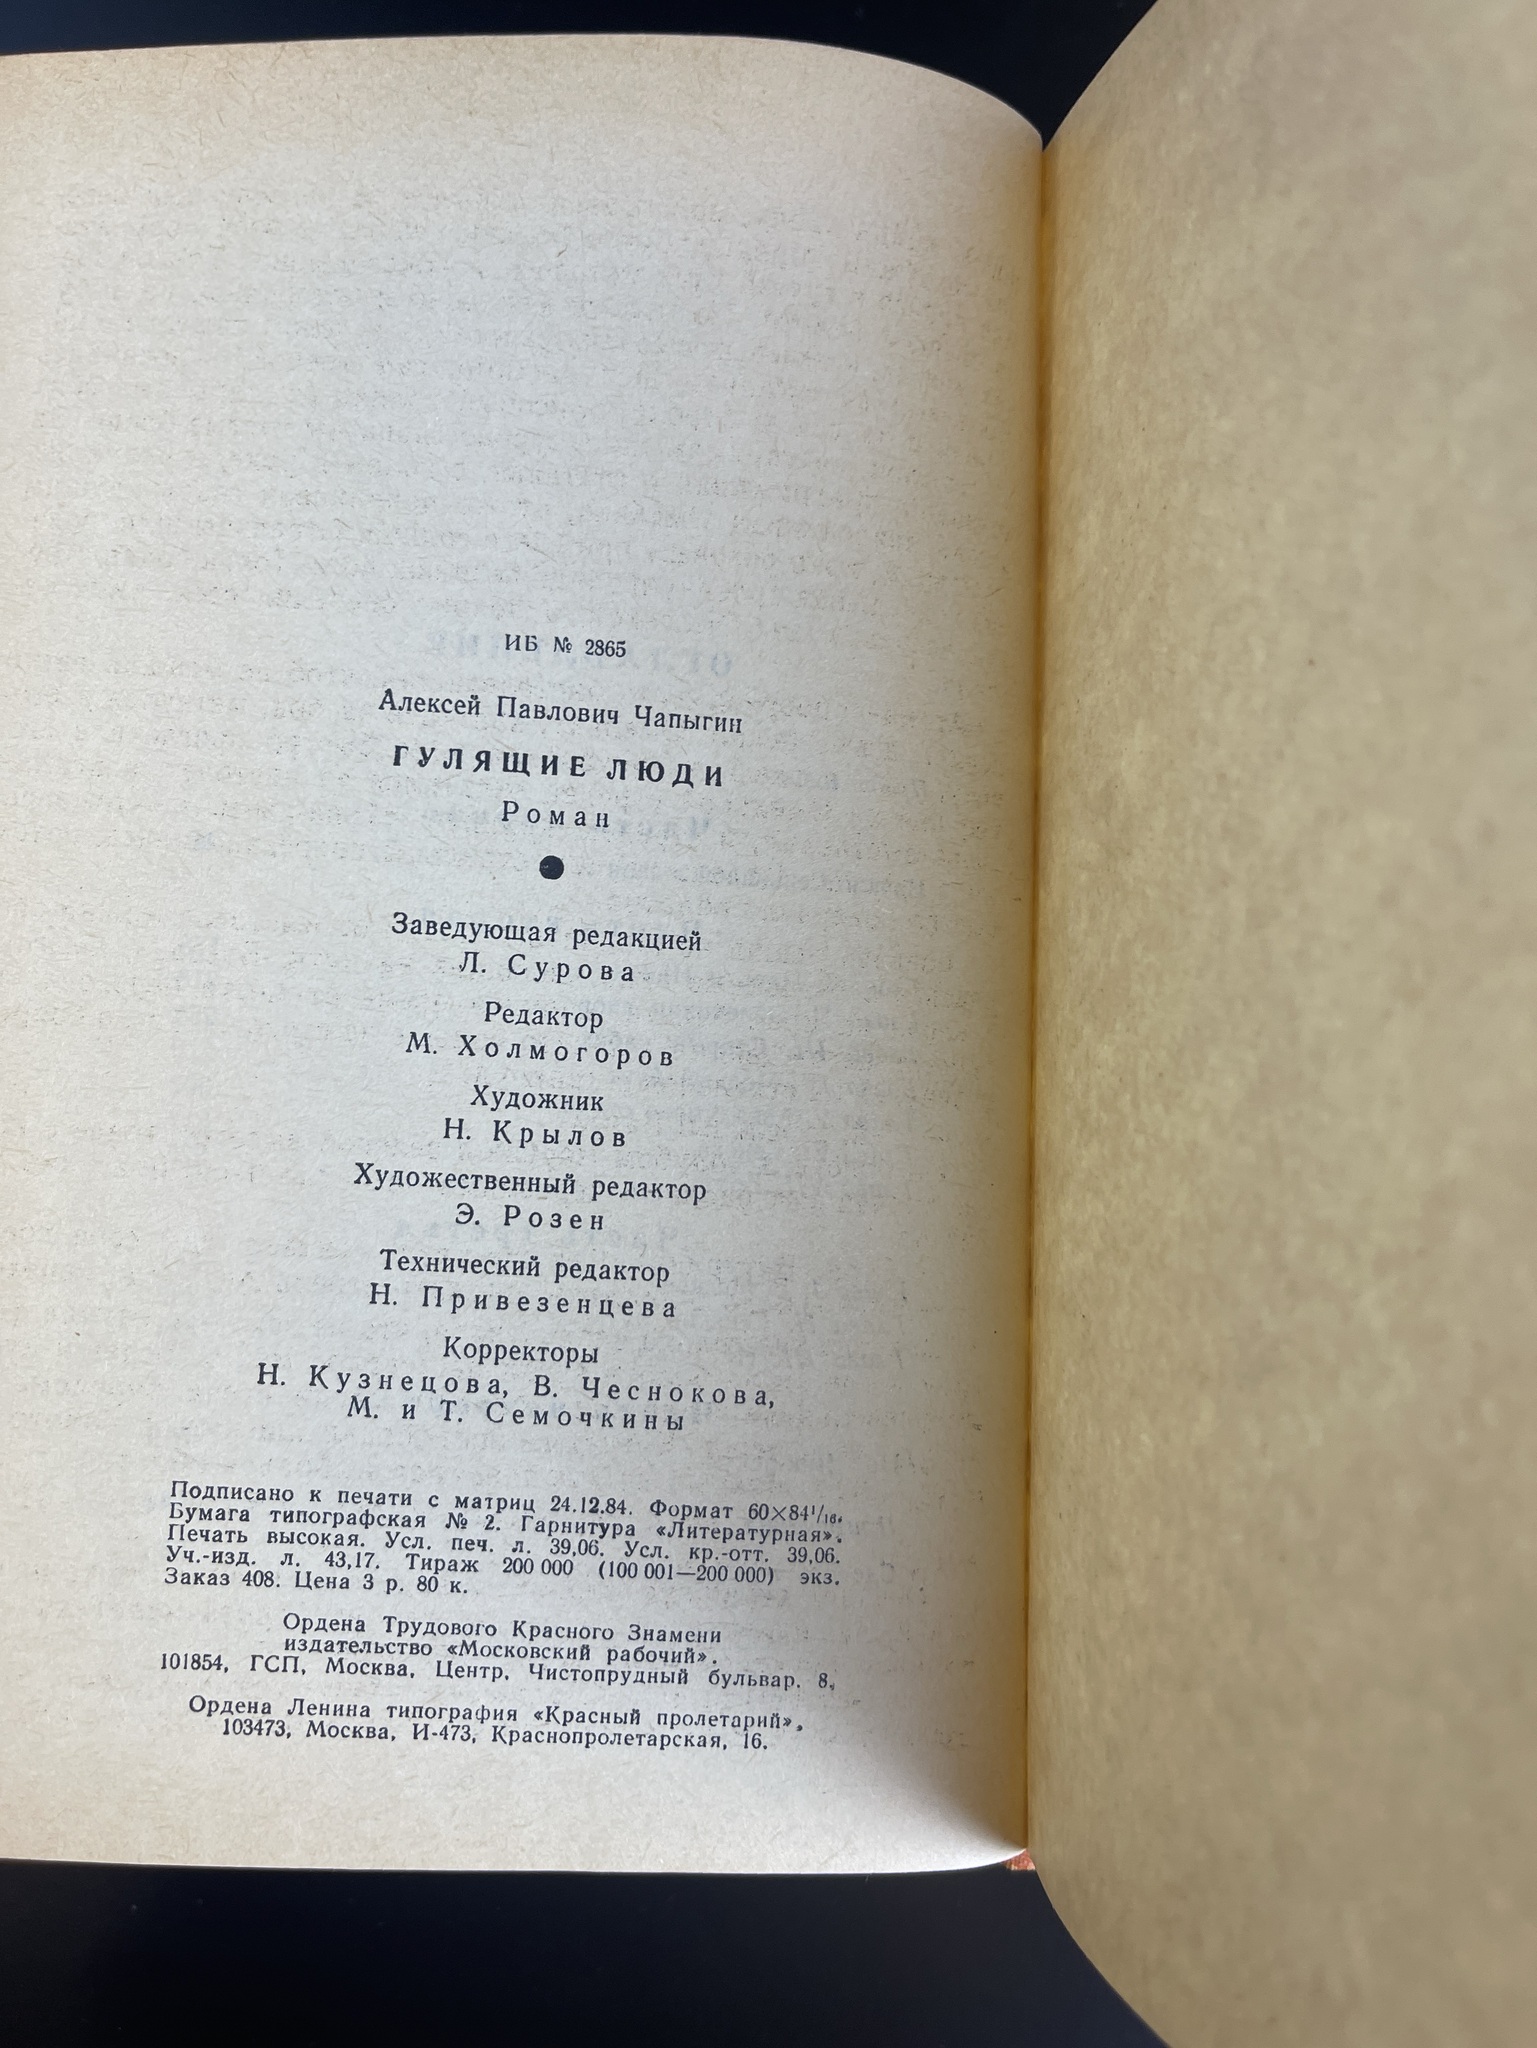 ИБ № 2865
Алексей Павлович Чапыгин
ГУЛЯЩИЕ ЛЮДИ
Роман
Заведующая редакцией
Л. Сурова
Редактор
М. Холмогоров
Художник
Н. Крылов
Художественный редактор
Э. Розен
Технический редактор
Н. Привезенцева
Корректоры
Н. Кузнецова, В. Чеснокова,
М. и Т. Семочкины
Подписано к печати с матриц 24.12.84. Формат 60×84¹/₁₆.
Бумага типографская № 2. Гарнитура «Литературная».
Печать высокая. Усл. печ. л. 39,06. Усл. кр.-отт. 39,06.
Уч.-изд. л. 43,17. Тираж 200 000 (100 001—200 000) экз.
Заказ 408. Цена 3 р. 80 к.
Ордена Трудового Красного Знамени
издательство «Московский рабочий».
101854, ГСП, Москва, Центр, Чистопрудный бульвар, 8.
Ордена Ленина типография «Красный пролетарий».
103473, Москва, И-473, Краснопролетарская, 16.